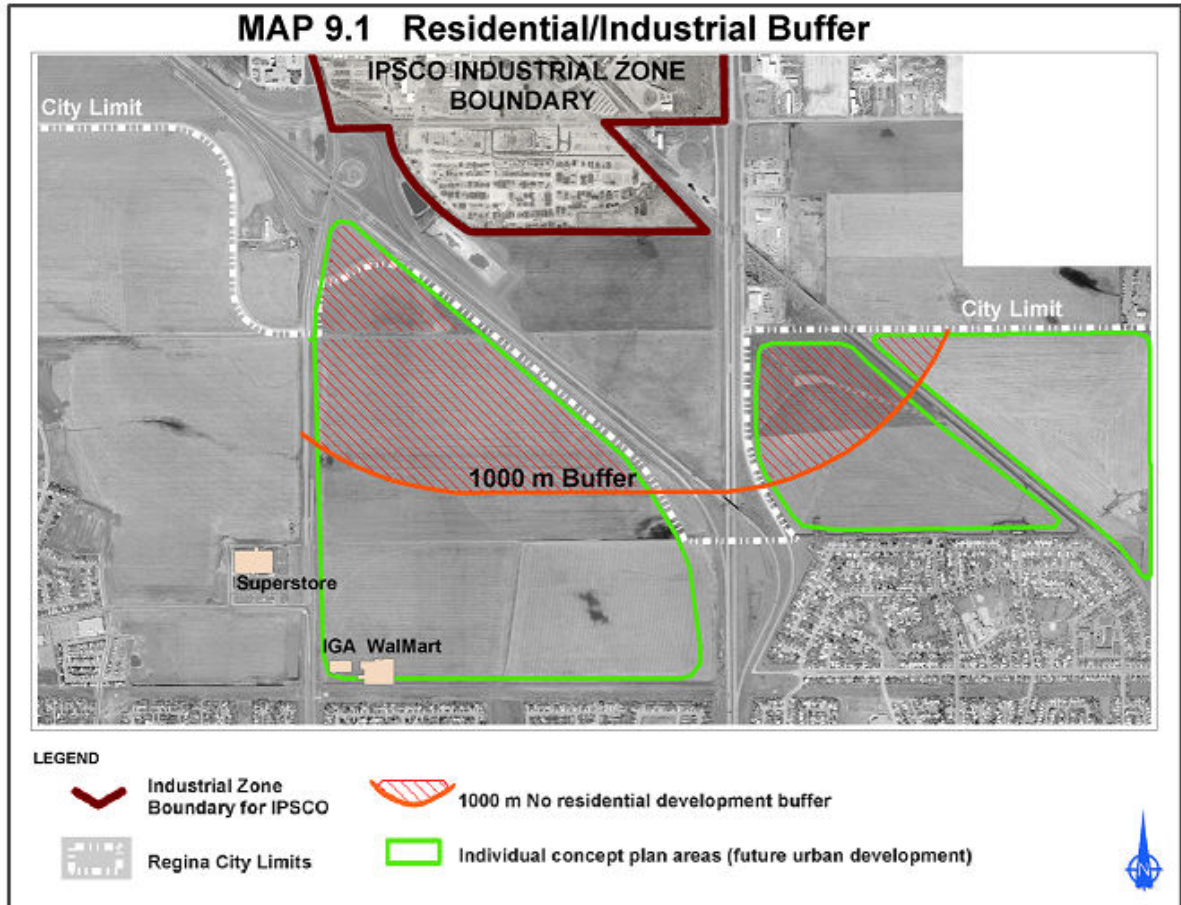 MAP 9.1 Residential/Industrial Buffer
IPSCO INDUSTRIAL ZONE
BOUNDARY
City Limit
City Limit
1000 m Buffer
Superstore
IGA WalMart
LEGEND
Industrial Zone
Boundary for IPSCO
1000 m No residential development buffer
Regina City Limits
Individual concept plan areas (future urban development)
N